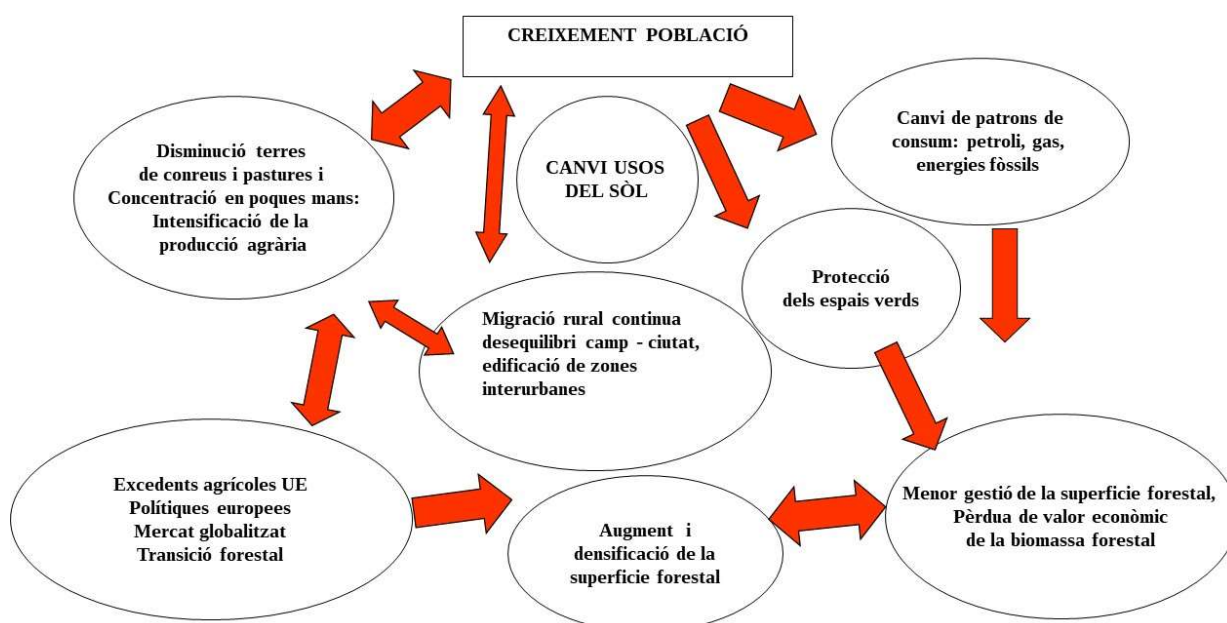 CREIXEMENT POBLACIÓ
Disminució terres
de conreus i pastures i
Concentració en poques mans:
Intensificació de la
producció agrària
CANVI USOS
DEL SÒL
Canvi de patrons de
consum: petroli, gas,
energies fòssils
Protecció
dels espais verds
Migració rural continua
desequilibri camp - ciutat,
edificació de zones
interurbanes
Excedents agrícoles UE
Polítiques europees
Mercat globalitzat
Transició forestal
Augment i
densificació de la
superficie forestal
Menor gestió de la superficie forestal,
Pèrdua de valor econòmic
de la biomassa forestal